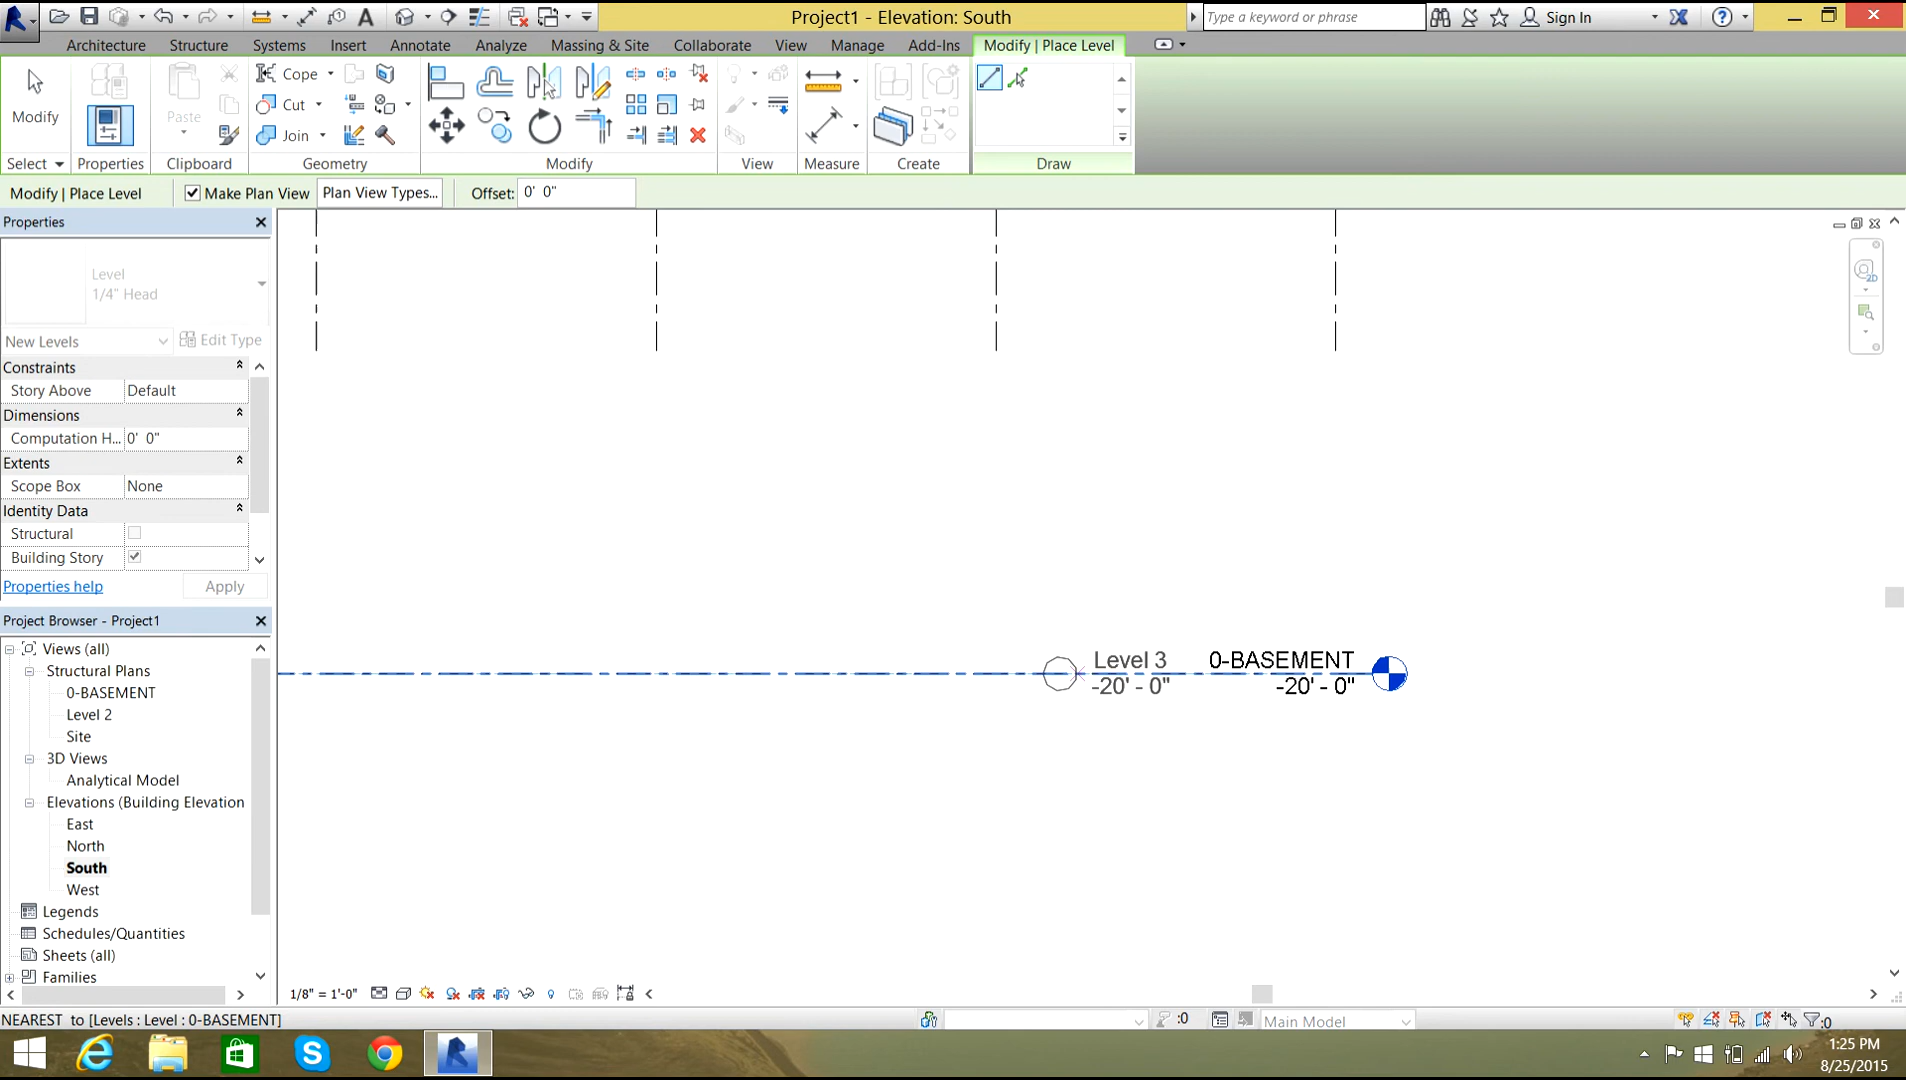 Project1 - Elevation: South
Type a keyword or phrase
Sign In
Architecture Structure Systems Insert Annotate Analyze Massing & Site Collaborate View Manage Add-Ins Modify | Place Level
Modify Properties Paste Cope Cut Join
Select Properties Clipboard Geometry Modify View Measure Create Draw
Modify | Place Level Make Plan View Plan View Types... Offset: 0' 0"
Properties
Level
1/4" Head
New Levels Edit Type
Constraints
Story Above Default
Dimensions
Computation H... 0' 0"
Extents
Scope Box None
Identity Data
Structural
Building Story
Properties help Apply
Project Browser - Project1
Views (all)
Structural Plans
0-BASEMENT
Level 2
Site
3D Views
Analytical Model
Elevations (Building Elevation
East
North
South
West
Legends
Schedules/Quantities
Sheets (all)
Families
2D
Level 3 0-BASEMENT
-20' - 0" -20' - 0"
1/8" = 1'-0"
NEAREST to [Levels : Level : 0-BASEMENT]
:0 Main Model :0
1:25 PM
8/25/2015